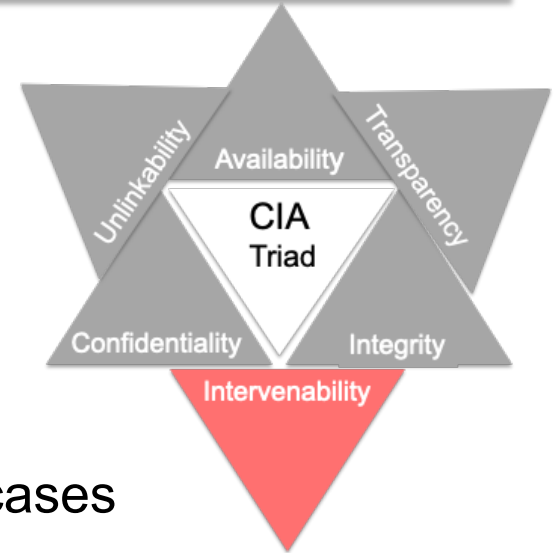 Unlinkability
Availability
Transparency
CIA
Triad
Confidentiality
Integrity
Intervenability
cases